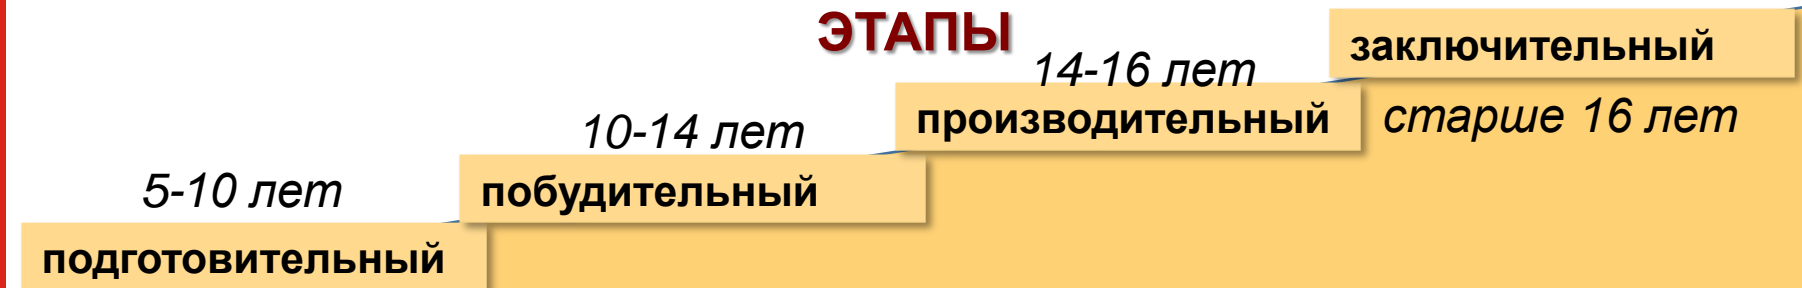 ЭТАПЫ
5-10 лет
подготовительный
10-14 лет
побудительный
14-16 лет
производительный
заключительный
старше 16 лет